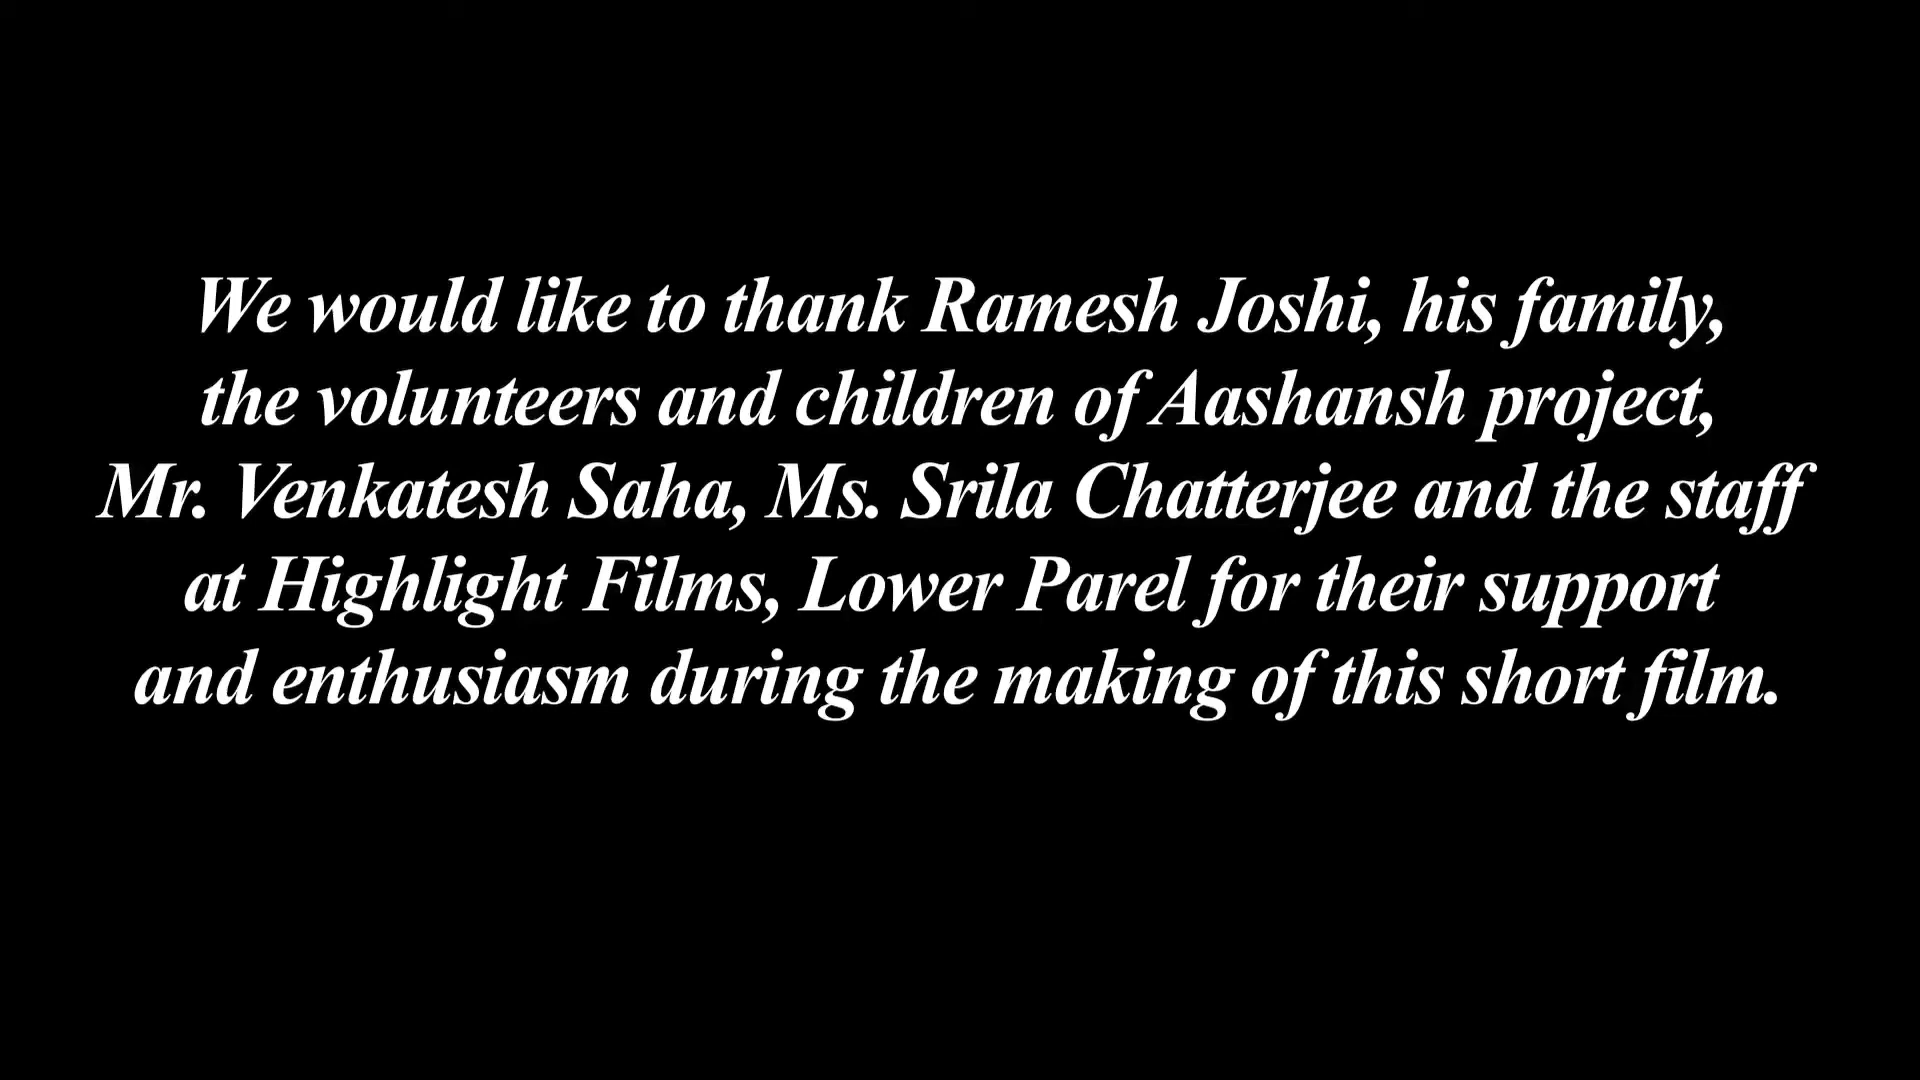 We would like to thank Ramesh Joshi, his family,
the volunteers and children of Aashansh project,
Mr. Venkatesh Saha, Ms. Srila Chatterjee and the staff
at Highlight Films, Lower Parel for their support
and enthusiasm during the making of this short film.